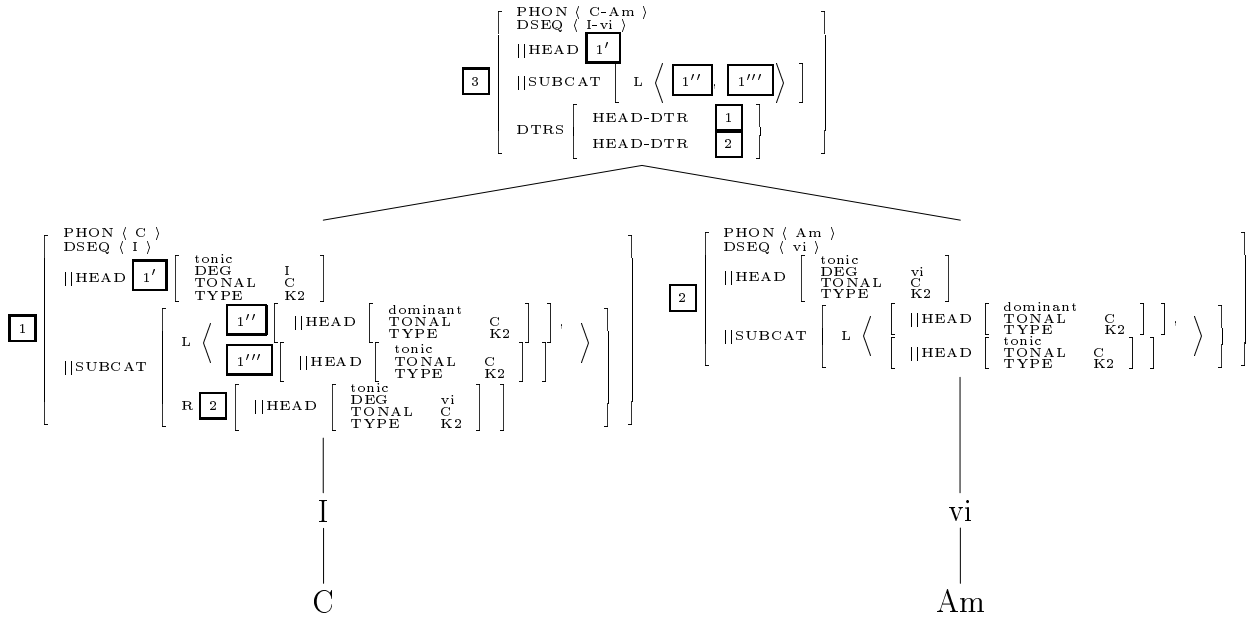 PHON ⟨ C-Am ⟩
DSEQ ⟨ I-vi ⟩
||HEAD 1′
3
||SUBCAT [ L ⟨ 1″, 1‴ ⟩ ]
DTRS [ HEAD-DTR 1
HEAD-DTR 2 ]
PHON ⟨ C ⟩
DSEQ ⟨ I ⟩
||HEAD 1′ [ tonic
DEG I
TONAL C
TYPE K2 ]
1
||SUBCAT
L ⟨ 1″ [ ||HEAD [ dominant
TONAL C
TYPE K2 ] ] ,
1‴ [ ||HEAD [ tonic
TONAL C
TYPE K2 ] ] ⟩
R 2 [ ||HEAD [ tonic
DEG vi
TONAL C
TYPE K2 ] ]
I
C
PHON ⟨ Am ⟩
DSEQ ⟨ vi ⟩
||HEAD [ tonic
DEG vi
TONAL C
TYPE K2 ]
2
||SUBCAT
L ⟨ [ ||HEAD [ dominant
TONAL C
TYPE K2 ] ] ,
[ ||HEAD [ tonic
TONAL C
TYPE K2 ] ] ⟩
vi
Am